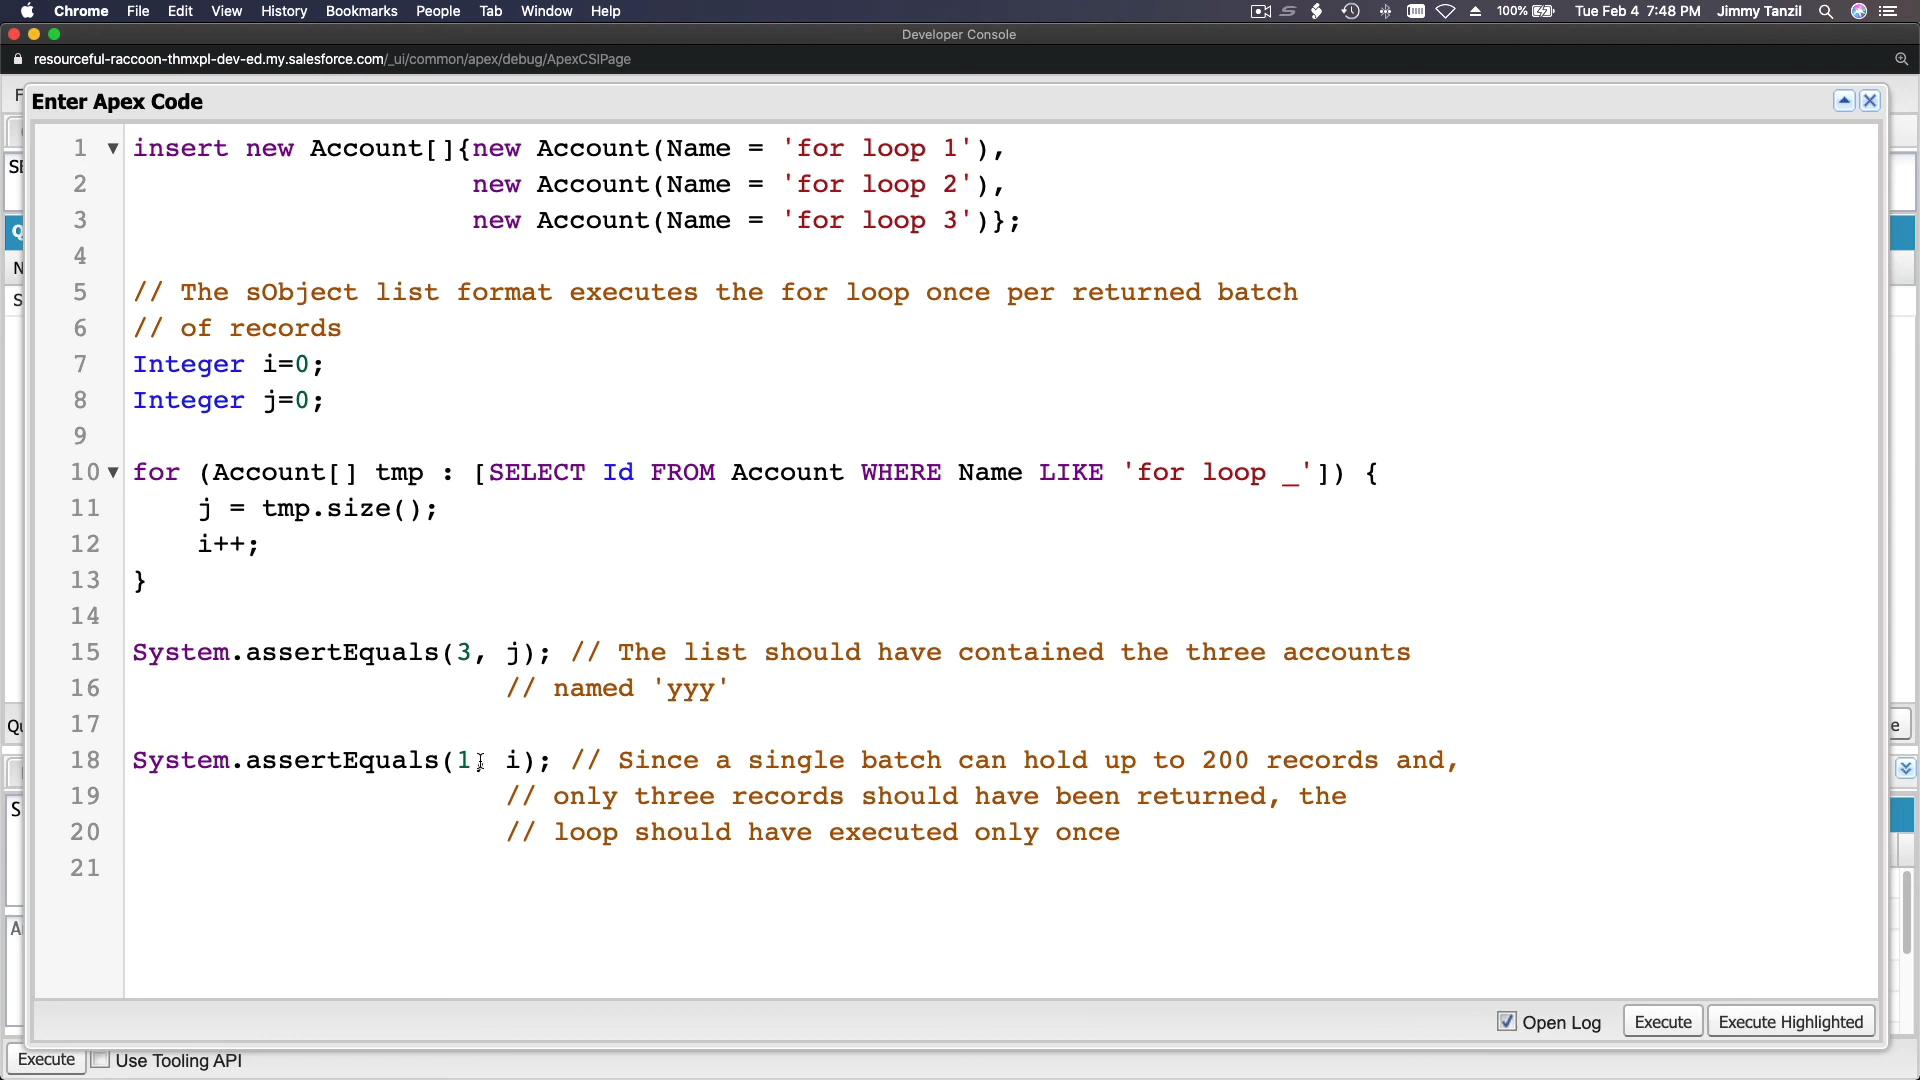 Chrome File Edit View History Bookmarks People Tab Window Help 100% Tue Feb 4 7:48 PM Jimmy Tanzil
Developer Console
resourceful-raccoon-thmxpl-dev-ed.my.salesforce.com/_ui/common/apex/debug/ApexCSIPage
Enter Apex Code
1 insert new Account[]{new Account(Name = 'for loop 1'),
2 new Account(Name = 'for loop 2'),
3 new Account(Name = 'for loop 3')};
4
5 // The sObject list format executes the for loop once per returned batch
6 // of records
7 Integer i=0;
8 Integer j=0;
9
10 for (Account[] tmp : [SELECT Id FROM Account WHERE Name LIKE 'for loop _']) {
11 j = tmp.size();
12 i++;
13 }
14
15 System.assertEquals(3, j); // The list should have contained the three accounts
16 // named 'yyy'
17
18 System.assertEquals(1, i); // Since a single batch can hold up to 200 records and,
19 // only three records should have been returned, the
20 // loop should have executed only once
21
Open Log Execute Execute Highlighted
Execute Use Tooling API